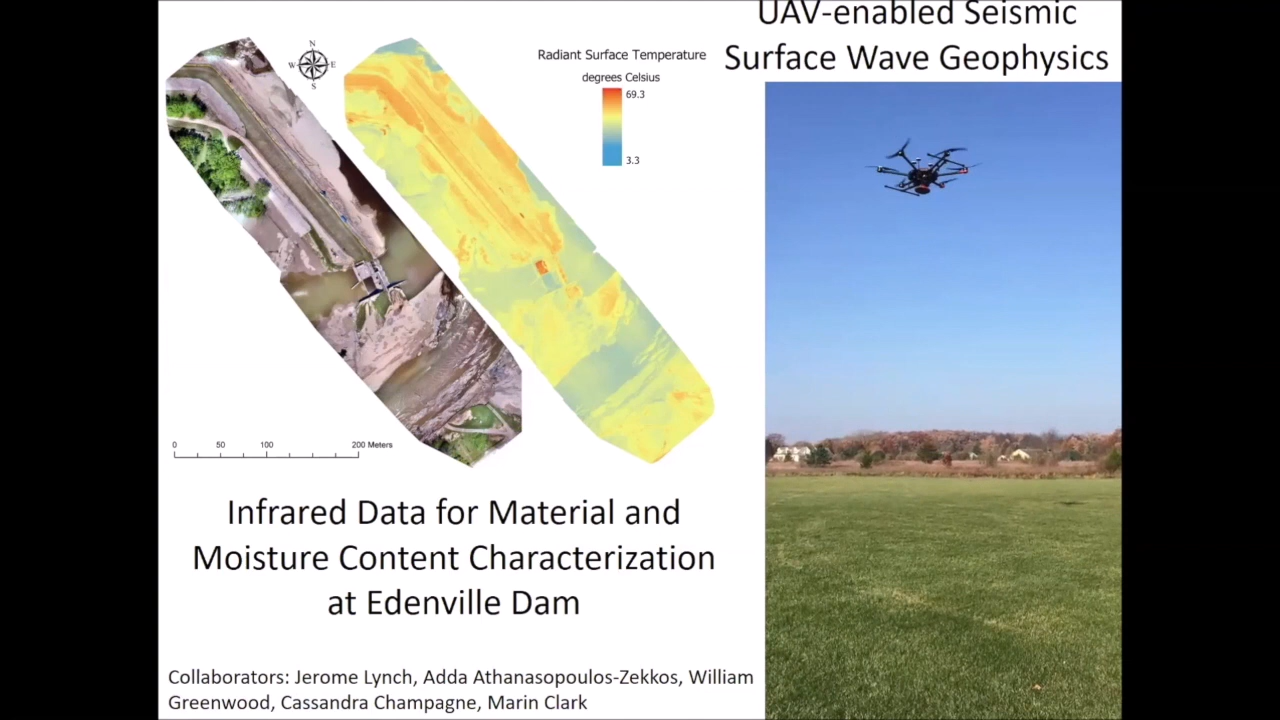 UAV-enabled Seismic
Surface Wave Geophysics
N
W E
S
Radiant Surface Temperature
degrees Celsius
69.3
3.3
0 50 100 200 Meters
Infrared Data for Material and
Moisture Content Characterization
at Edenville Dam
Collaborators: Jerome Lynch, Adda Athanasopoulos-Zekkos, William
Greenwood, Cassandra Champagne, Marin Clark